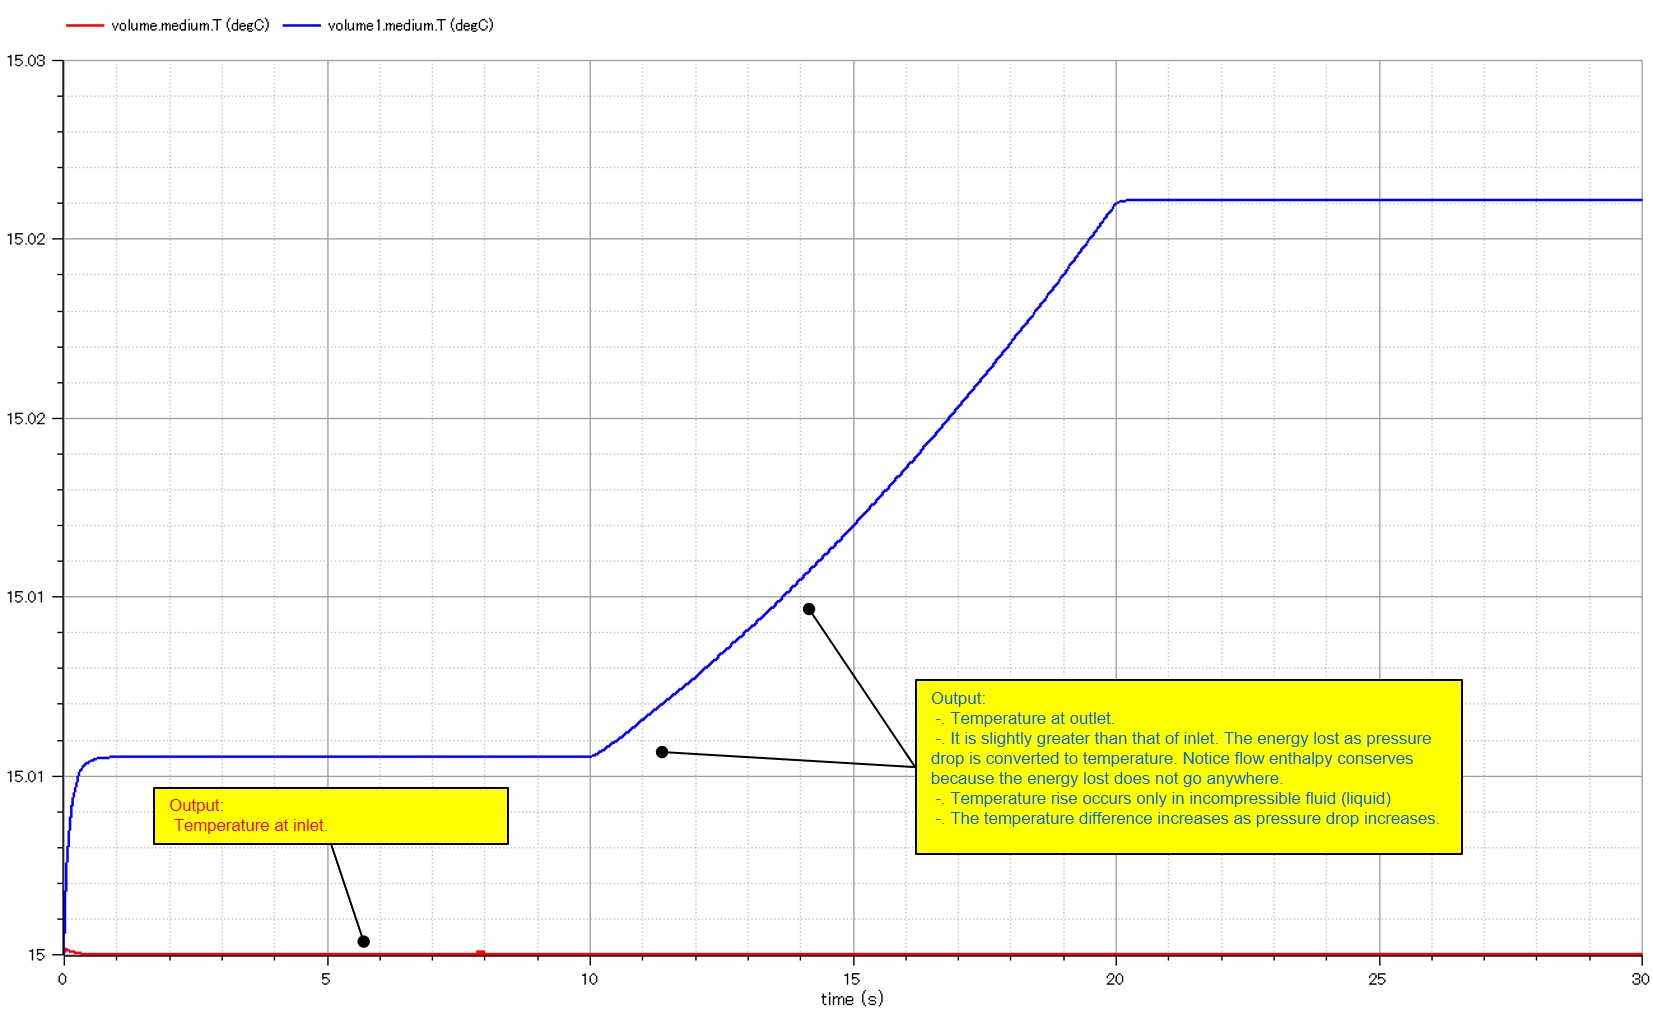 volume.medium.T (degC) volume1.medium.T (degC)
15.03
15.02
15.02
15.01
15.01
15
Output:
Temperature at inlet.
Output:
-. Temperature at outlet.
-. It is slightly greater than that of inlet. The energy lost as pressure
drop is converted to temperature. Notice flow enthalpy conserves
because the energy lost does not go anywhere.
-. Temperature rise occurs only in incompressible fluid (liquid)
-. The temperature difference increases as pressure drop increases.
0 5 10 15 20 25 30
time (s)